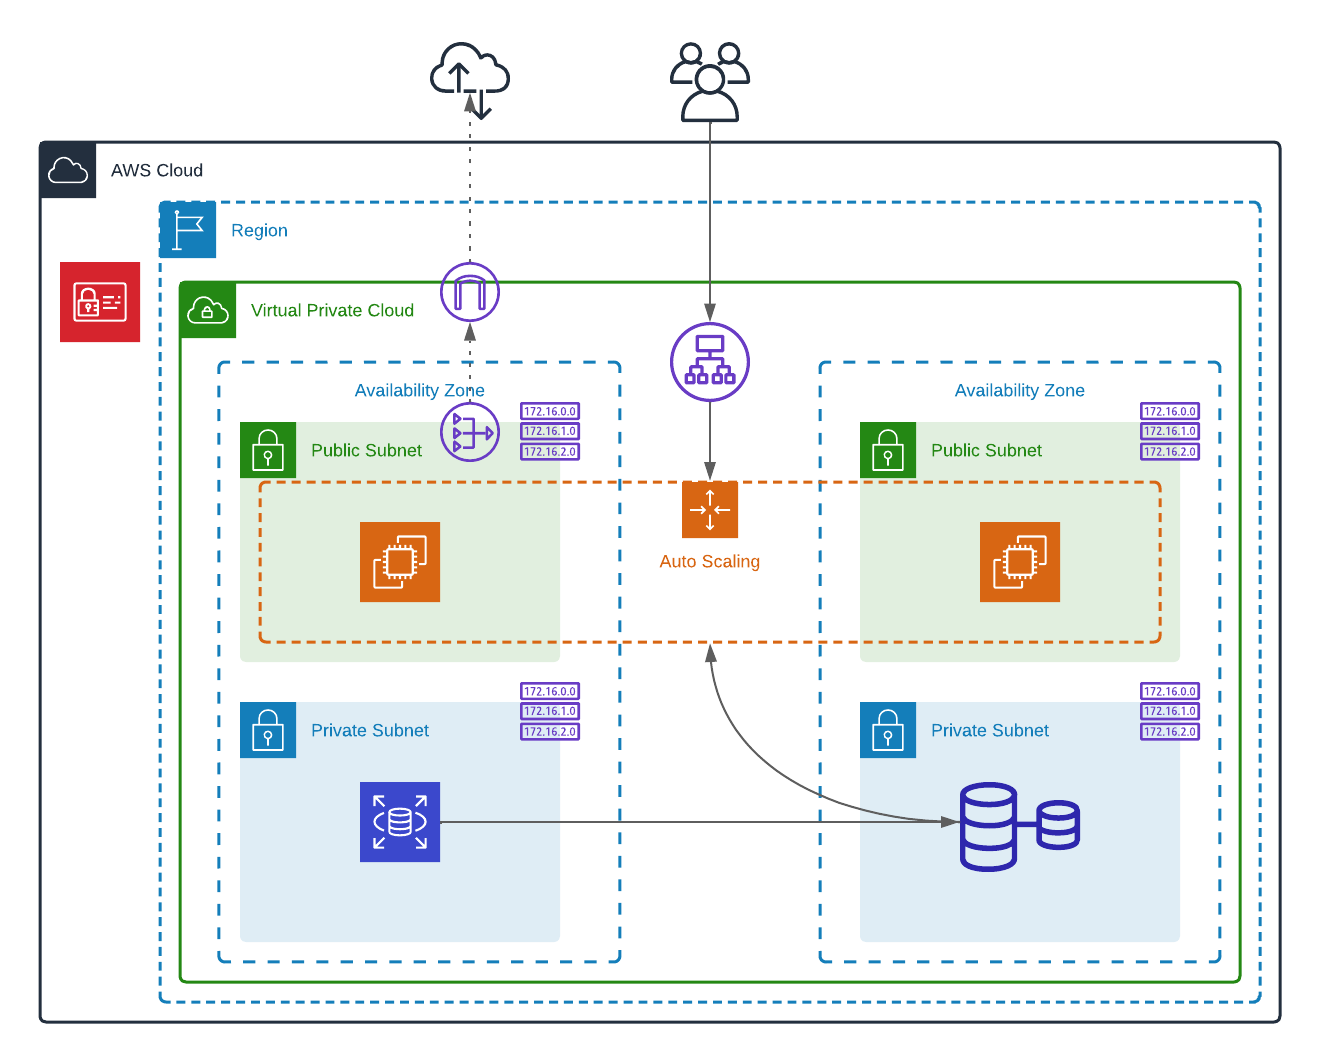 AWS Cloud
Region
Virtual Private Cloud
Availability Zone
172.16.0.0
172.16.1.0
172.16.2.0
Public Subnet
Availability Zone
172.16.0.0
172.16.1.0
172.16.2.0
Public Subnet
Auto Scaling
172.16.0.0
172.16.1.0
172.16.2.0
Private Subnet
172.16.0.0
172.16.1.0
172.16.2.0
Private Subnet